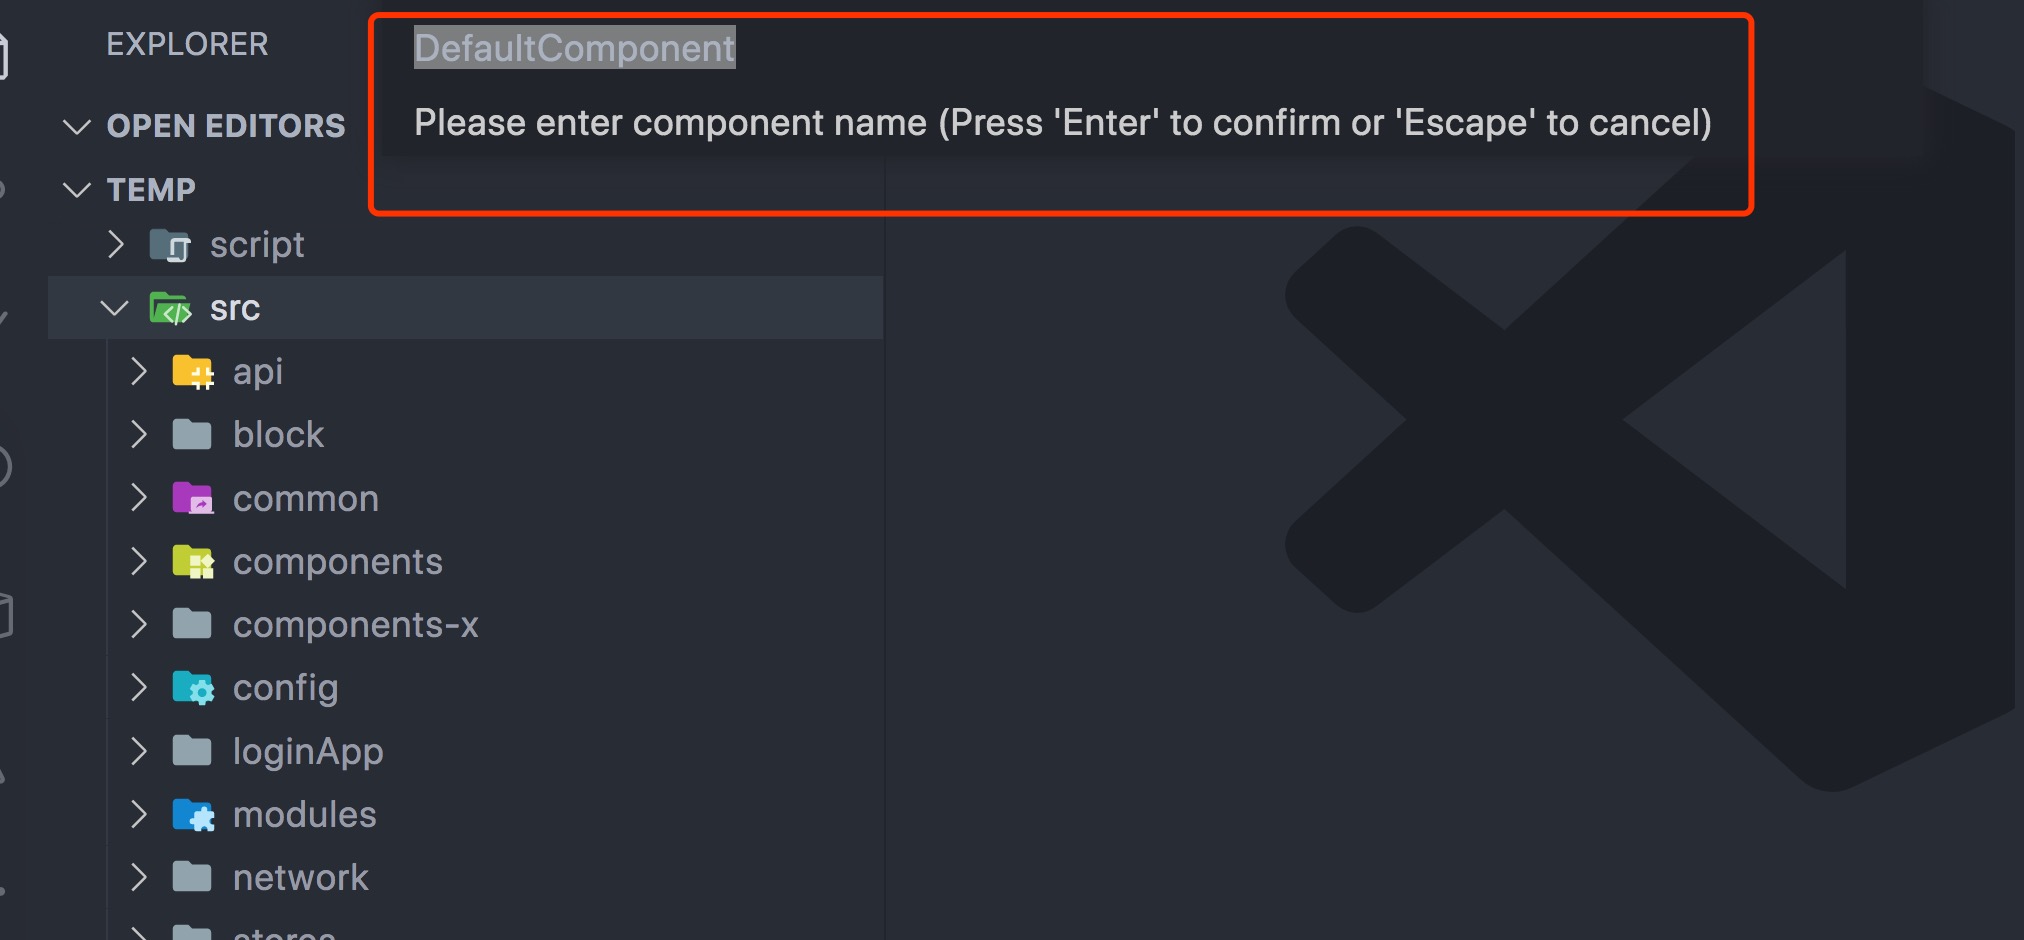 EXPLORER
DefaultComponent
Please enter component name (Press 'Enter' to confirm or 'Escape' to cancel)
OPEN EDITORS
TEMP
script
src
api
block
common
components
components-x
config
loginApp
modules
network
stores